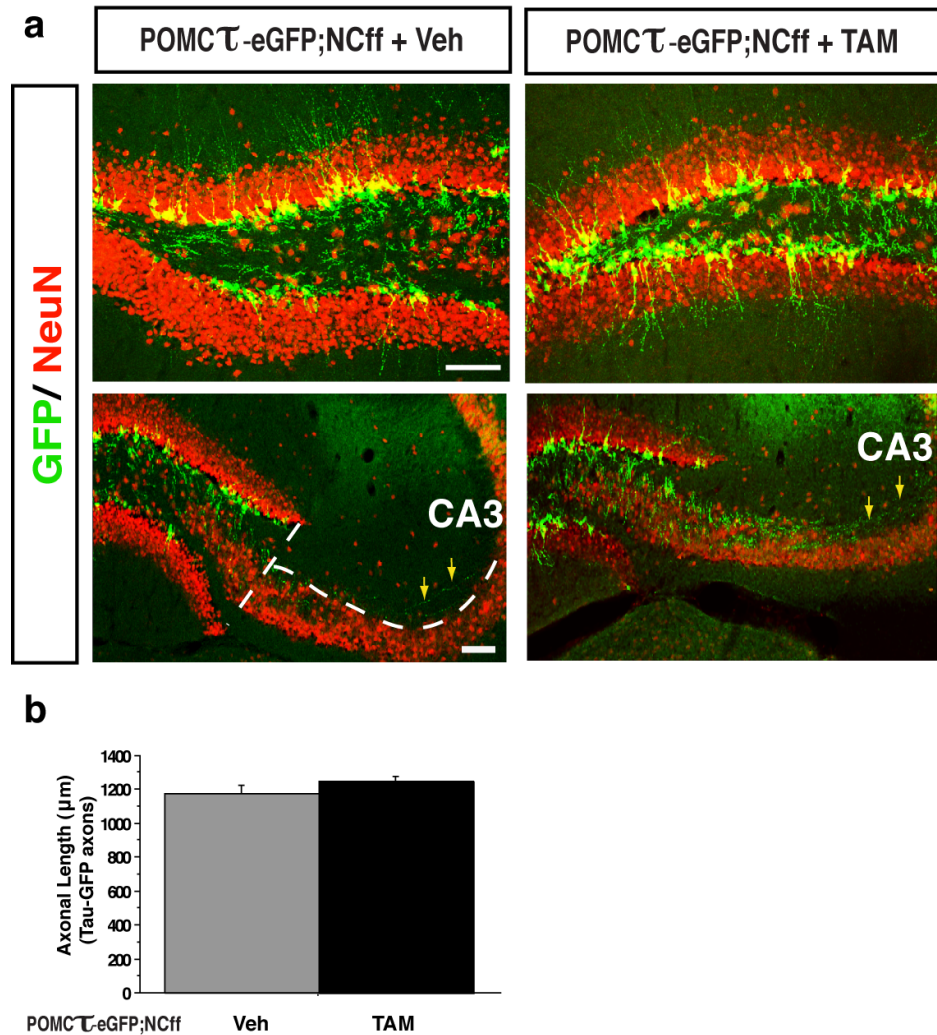 a
POMCτ-eGFP;NCff + Veh
POMCτ-eGFP;NCff + TAM
GFP/ NeuN
CA3
CA3
b
Axonal Length (µm)
(Tau-GFP axons)
1400
1200
1000
800
600
400
200
0
POMCτ-eGFP;NCff Veh TAM